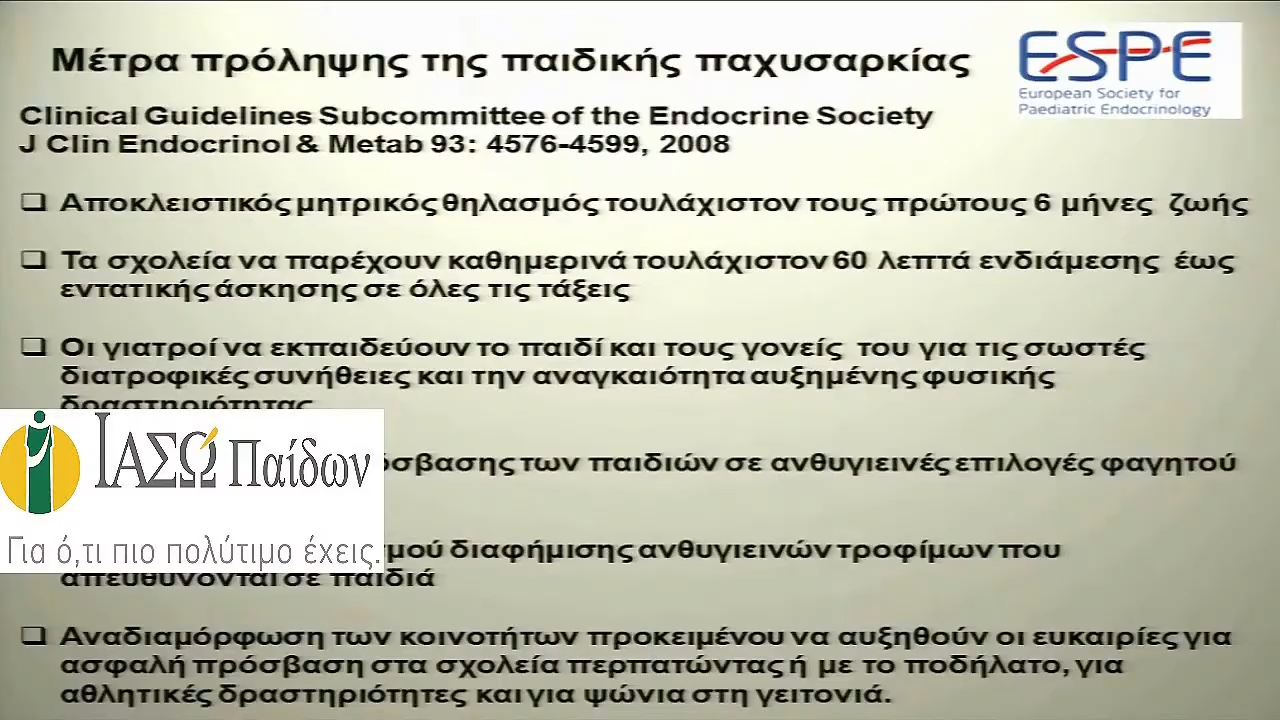 Μέτρα πρόληψης της παιδικής παχυσαρκίας
ESPE
European Society for
Paediatric Endocrinology
Clinical Guidelines Subcommittee of the Endocrine Society
J Clin Endocrinol & Metab 93: 4576-4599, 2008
Αποκλειστικός μητρικός θηλασμός τουλάχιστον τους πρώτους 6 μήνες ζωής
Τα σχολεία να παρέχουν καθημερινά τουλάχιστον 60 λεπτά ενδιάμεσης έως
εντατικής άσκησης σε όλες τις τάξεις
Οι γιατροί να εκπαιδεύουν το παιδί και τους γονείς του για τις σωστές
διατροφικές συνήθειες και την αναγκαιότητα αυξημένης φυσικής
δραστηριότητας
ΙΑΣΩ Παίδων
Για ό,τι πιο πολύτιμο έχεις.
των παιδιών σε ανθυγιεινές επιλογές φαγητού
διαφήμισης ανθυγιεινών τροφίμων που
απευθύνονται σε παιδιά
Αναδιαμόρφωση των κοινοτήτων προκειμένου να αυξηθούν οι ευκαιρίες για
ασφαλή πρόσβαση στα σχολεία περπατώντας ή με το ποδήλατο, για
αθλητικές δραστηριότητες και για ψώνια στη γειτονιά.